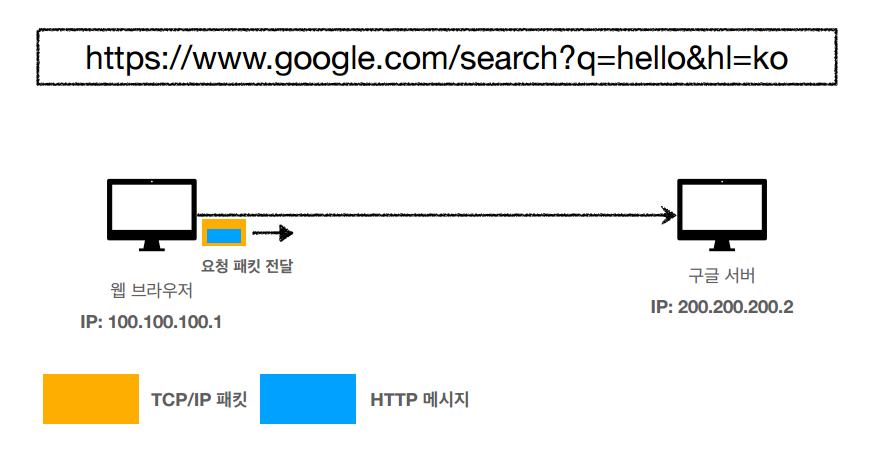 https://www.google.com/search?q=hello&hl=ko
요청 패킷 전달
웹 브라우저
IP: 100.100.100.1
구글 서버
IP: 200.200.200.2
TCP/IP 패킷
HTTP 메시지